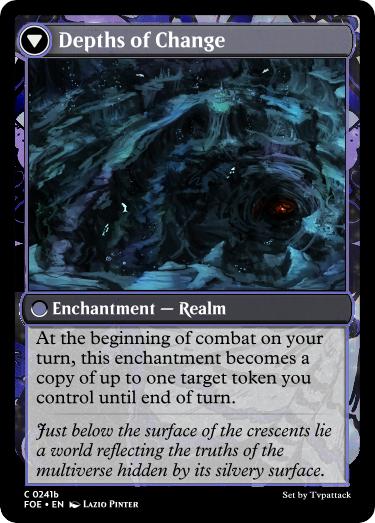 Depths of Change
Enchantment — Realm
At the beginning of combat on your
turn, this enchantment becomes a
copy of up to one target token you
control until end of turn.
Just below the surface of the crescents lie
a world reflecting the truths of the
multiverse hidden by its silvery surface.
C 0241b
FOE • EN Lazio Pinter
Set by Tvpattack